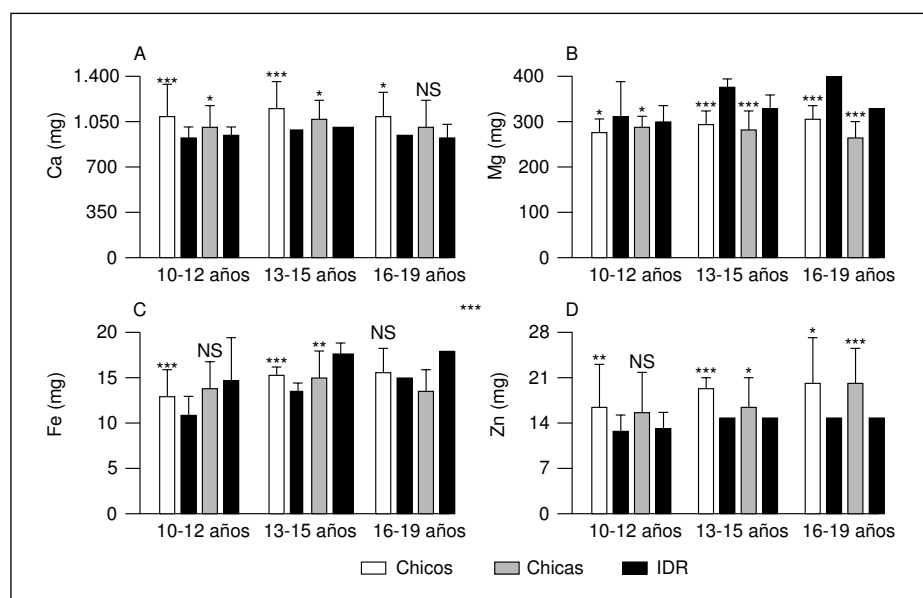 A
1.400
1.050
700
350
0
Ca (mg)
*** * *** * * NS
10-12 años 13-15 años 16-19 años
B
400
300
200
100
0
Mg (mg)
* * *** *** *** ***
10-12 años 13-15 años 16-19 años
C
20
15
10
5
0
Fe (mg)
*** NS *** ** NS ***
10-12 años 13-15 años 16-19 años
D
28
21
14
7
0
Zn (mg)
** NS *** * * ***
10-12 años 13-15 años 16-19 años
Chicos Chicas IDR